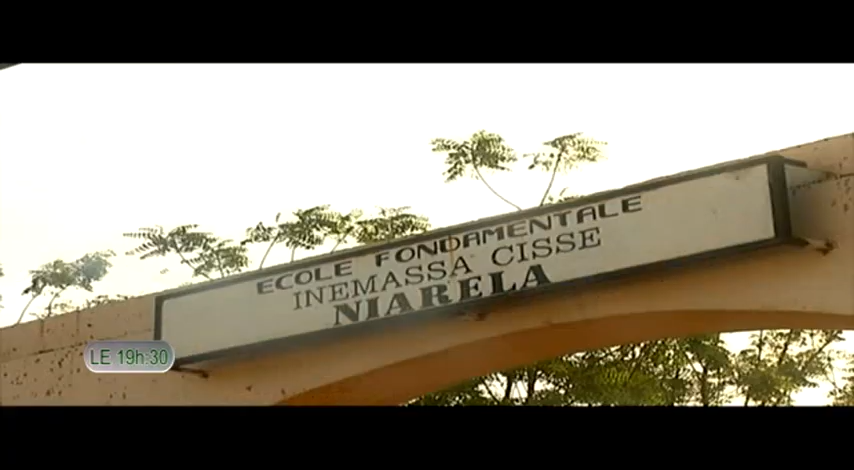 ECOLE FONDAMENTALE
INEMASSA CISSE
NIARELA
LE 19h:30